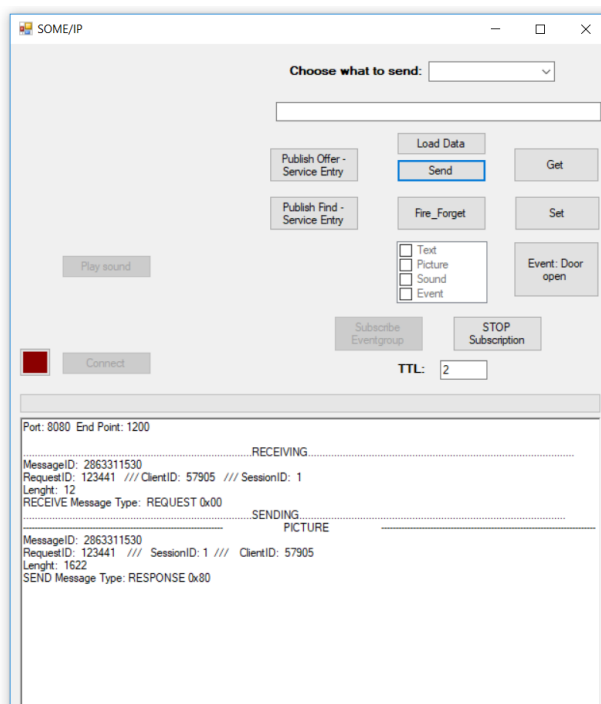 SOME/IP
Choose what to send:
Load Data
Publish Offer -
Service Entry
Send
Get
Publish Find -
Service Entry
Fire_Forget
Set
Text
Picture
Sound
Event
Event: Door
open
Play sound
Subscribe
Eventgroup
STOP
Subscription
Connect
TTL: 2
Port: 8080 End Point: 1200
RECEIVING
MessageID: 2863311530
RequestID: 123441 /// ClientID: 57905 /// SessionID: 1
Lenght: 12
RECEIVE Message Type: REQUEST 0x00
SENDING
PICTURE
MessageID: 2863311530
RequestID: 123441 /// SessionID: 1 /// ClientID: 57905
Lenght: 1622
SEND Message Type: RESPONSE 0x80